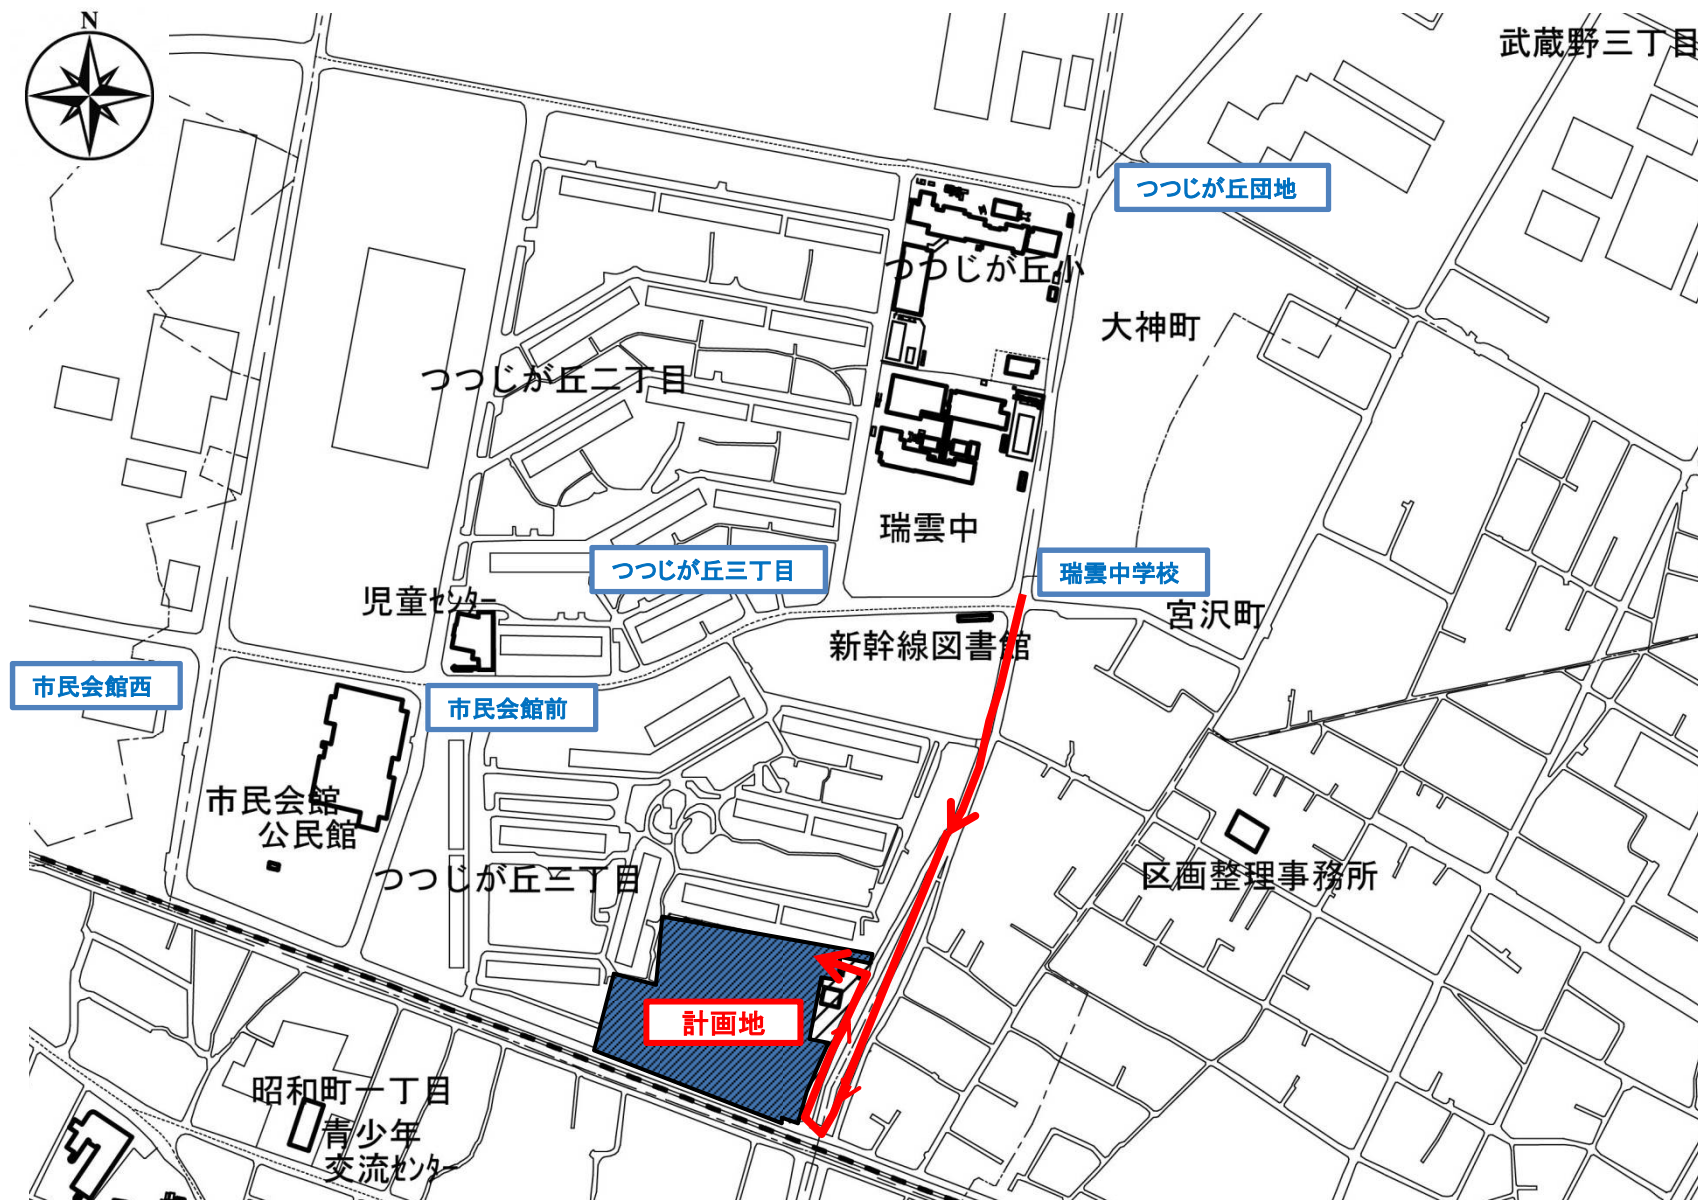 N
武蔵野三丁目
つつじが丘団地
つつじが丘小
大神町
つつじが丘二丁目
瑞雲中
つつじが丘三丁目
瑞雲中学校
児童センター
宮沢町
新幹線図書館
市民会館西
市民会館前
市民会館
公民館
つつじが丘三丁目
区画整理事務所
計画地
昭和町一丁目
青少年
交流センター